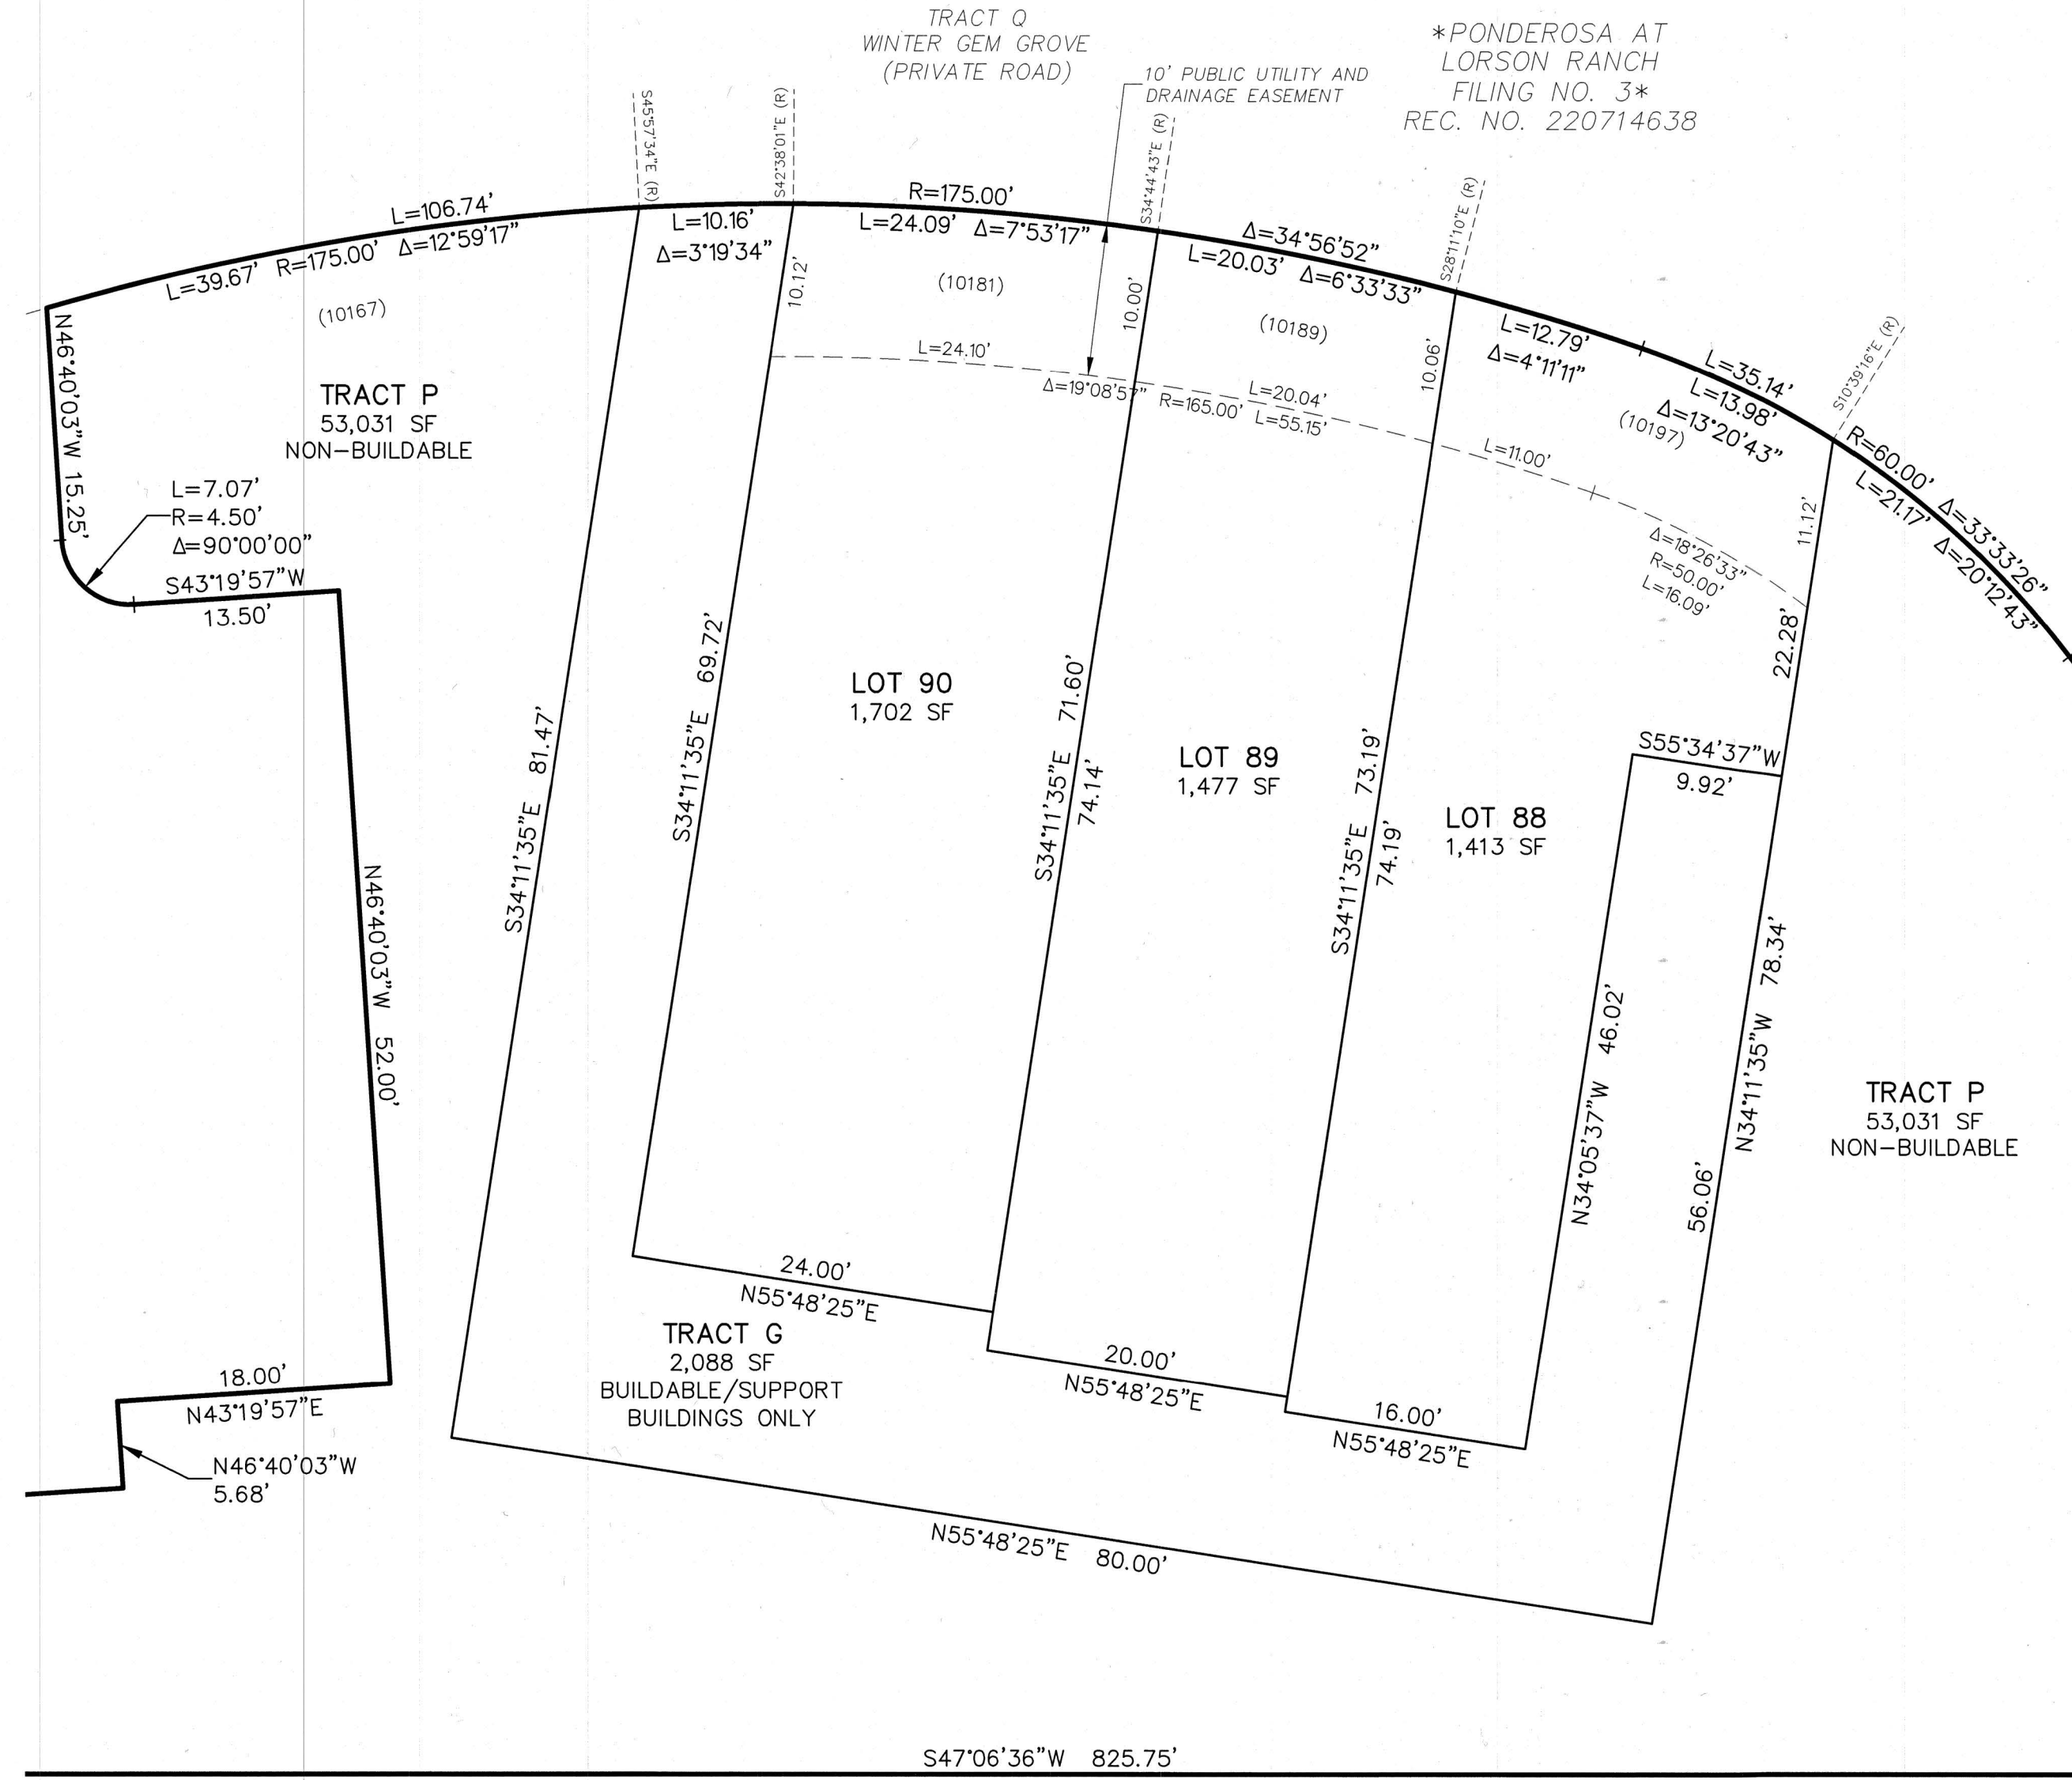 TRACT Q
WINTER GEM GROVE
(PRIVATE ROAD)
*PONDEROSA AT
LORSON RANCH
FILING NO. 3*
REC. NO. 220714638
10' PUBLIC UTILITY AND
DRAINAGE EASEMENT
S45°57'34"E (R)
S42°38'01"E (R)
S34°44'43"E (R)
S28°11'10"E (R)
S10°39'16"E (R)
L=106.74'
R=175.00'
Δ=34°56'52"
L=39.67' R=175.00' Δ=12°59'17"
L=10.16'
Δ=3°19'34"
L=24.09' Δ=7°53'17"
L=20.03' Δ=6°33'33"
L=12.79'
Δ=4°11'11"
L=35.14'
L=13.98'
Δ=13°20'43"
R=60.00' Δ=33°33'26"
L=21.17' Δ=20°12'43"
(10167)
(10181)
(10189)
(10197)
10.12'
10.00'
10.06'
11.12'
L=24.10'
L=20.04'
Δ=19°08'57" R=165.00' L=55.15'
L=11.00'
Δ=18°26'33"
R=50.00'
L=16.09'
N46°40'03"W 15.25'
TRACT P
53,031 SF
NON-BUILDABLE
L=7.07'
R=4.50'
Δ=90°00'00"
S43°19'57"W
13.50'
N46°40'03"W 52.00'
18.00'
N43°19'57"E
N46°40'03"W
5.68'
S34°11'35"E 81.47'
S34°11'35"E 69.72'
LOT 90
1,702 SF
S34°11'35"E 71.60'
74.14'
LOT 89
1,477 SF
S34°11'35"E 73.19'
74.19'
LOT 88
1,413 SF
22.28'
S55°34'37"W
9.92'
N34°05'37"W 46.02'
N34°11'35"W 78.34'
56.06'
TRACT P
53,031 SF
NON-BUILDABLE
24.00'
N55°48'25"E
TRACT G
2,088 SF
BUILDABLE/SUPPORT
BUILDINGS ONLY
20.00'
N55°48'25"E
16.00'
N55°48'25"E
N55°48'25"E 80.00'
S47°06'36"W 825.75'